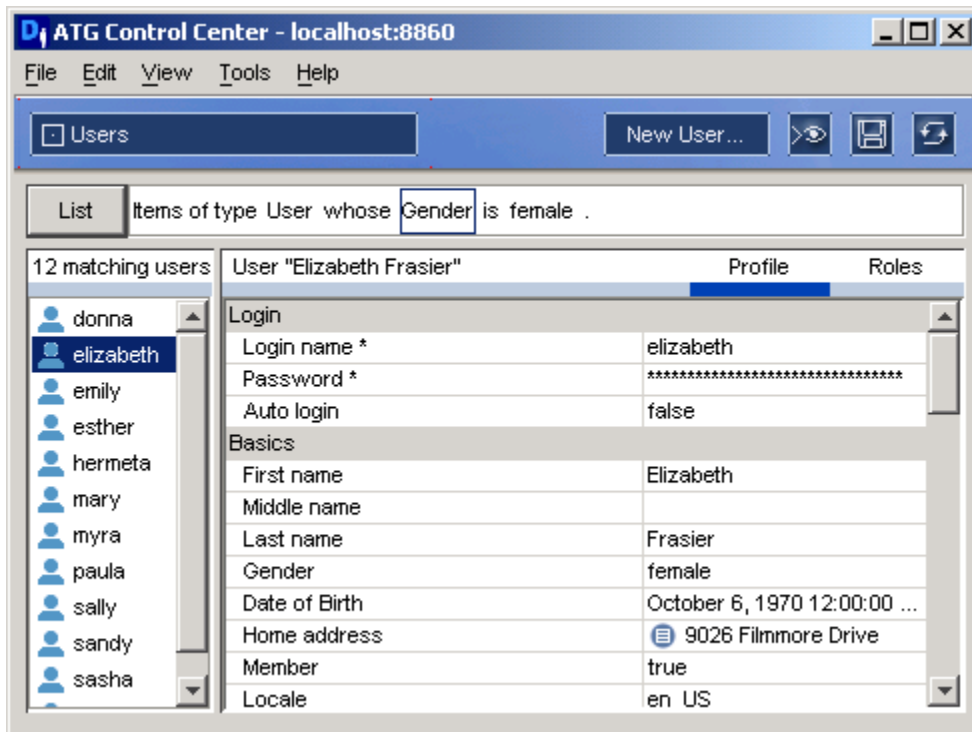 ATG Control Center - localhost:8860
File Edit View Tools Help
Users New User...
List Items of type User whose Gender is female .
12 matching users User "Elizabeth Frasier" Profile Roles
donna
elizabeth
emily
esther
hermeta
mary
myra
paula
sally
sandy
sasha
Login
Login name * elizabeth
Password * ********************************
Auto login false
Basics
First name Elizabeth
Middle name
Last name Frasier
Gender female
Date of Birth October 6, 1970 12:00:00 ...
Home address 9026 Filmmore Drive
Member true
Locale en_US